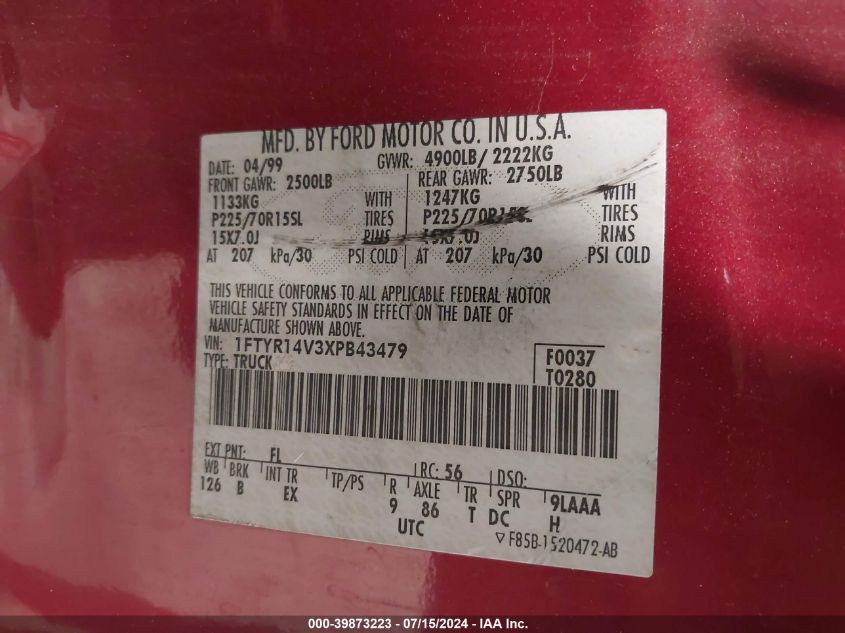 MFD. BY FORD MOTOR CO. IN U.S.A.
DATE: 04/99 GVWR: 4900LB/ 2222KG
FRONT GAWR: 2500LB REAR GAWR: 2750LB
1133KG WITH 1247KG WITH
P225/70R15SL TIRES P225/70R15SL TIRES
15X7.0J RIMS 15X7.0J RIMS
AT 207 kPa/30 PSI COLD AT 207 kPa/30 PSI COLD
THIS VEHICLE CONFORMS TO ALL APPLICABLE FEDERAL MOTOR
VEHICLE SAFETY STANDARDS IN EFFECT ON THE DATE OF
MANUFACTURE SHOWN ABOVE.
VIN: 1FTYR14V3XPB43479 F0037
TYPE: TRUCK T0280
EXT PNT: FL RC: 56 DSO:
WB BRK INT TR TP/PS R AXLE TR SPR 9LAAA
126 B EX 9 86 T DC H
UTC
▽F85B-1520472-AB
000-39873223 - 07/15/2024 - IAA Inc.